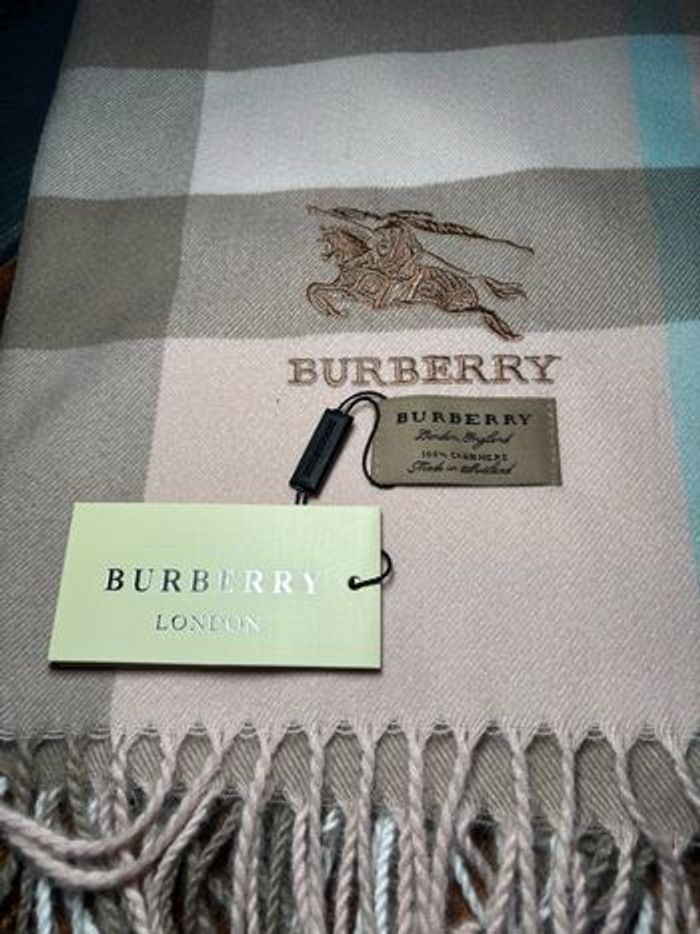 BURBERRY
BURBERRY
London, England
100% CASHMERE
Made in Scotland
BURBERRY
LONDON